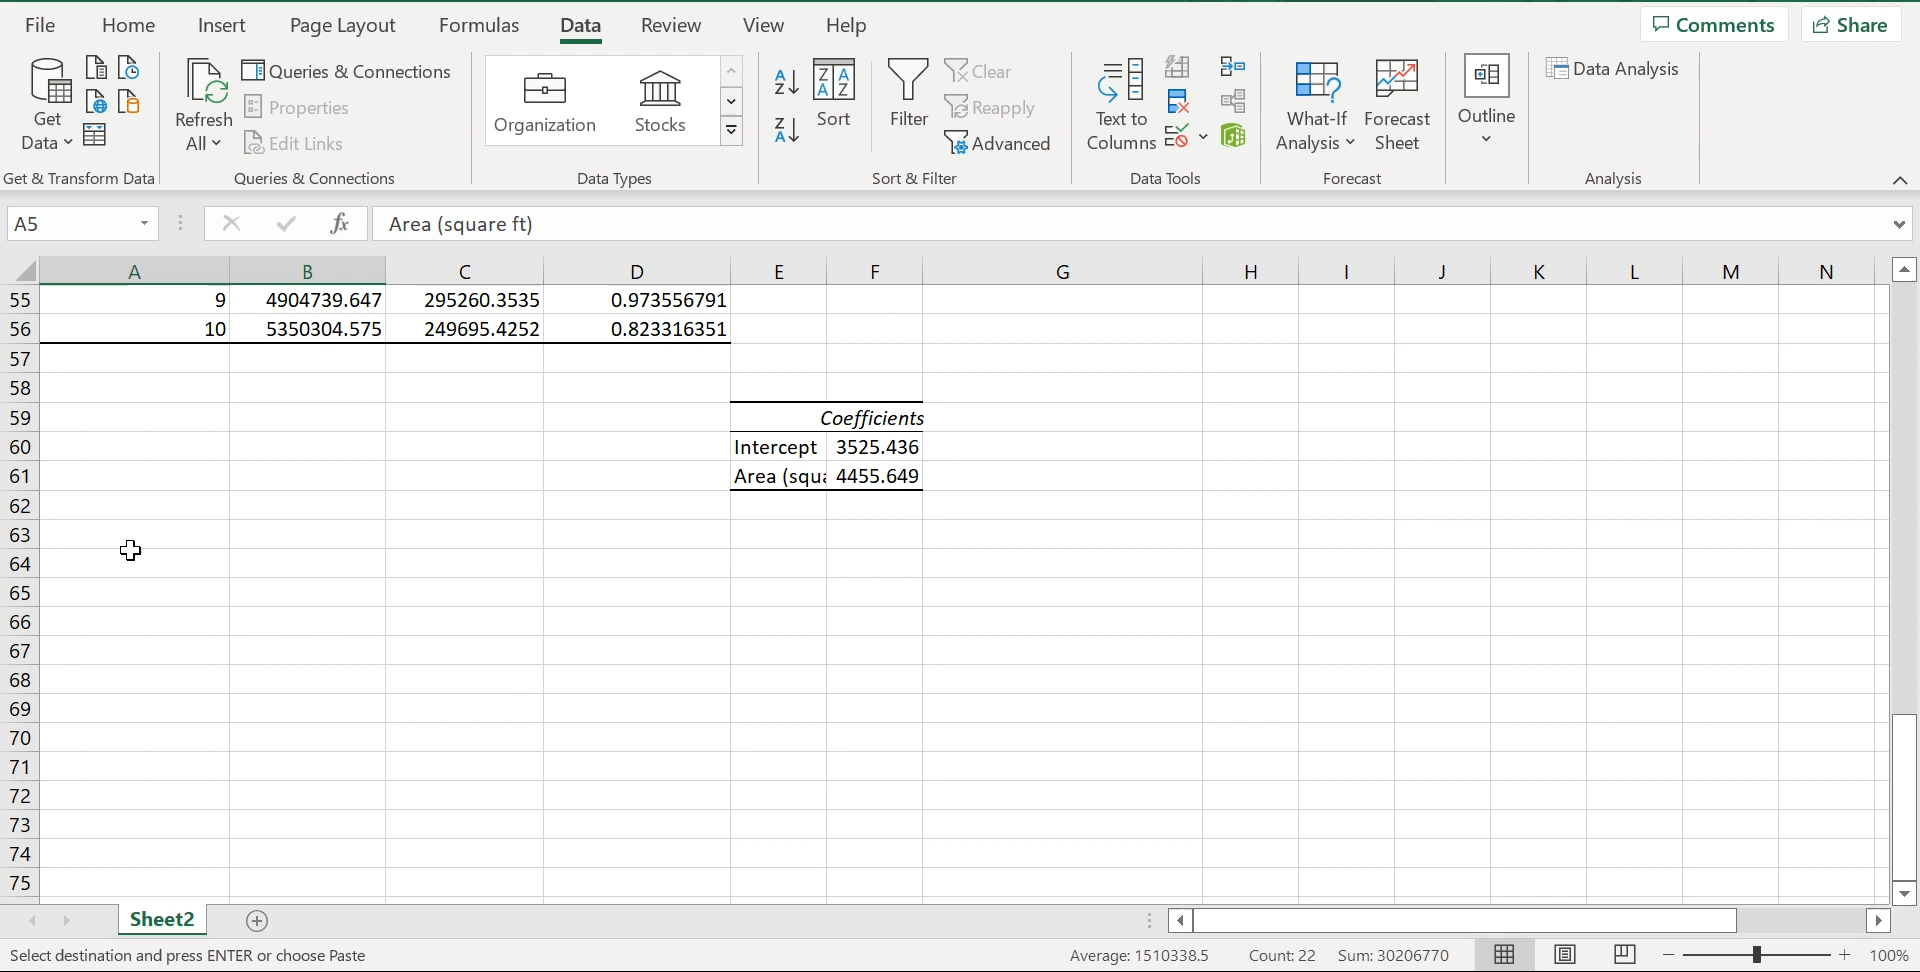 File Home Insert Page Layout Formulas Data Review View Help Comments Share
Get Data Refresh All Queries & Connections Properties Edit Links Organization Stocks Sort Filter Clear Reapply Advanced Text to Columns What-If Analysis Forecast Sheet Outline Data Analysis
Get & Transform Data Queries & Connections Data Types Sort & Filter Data Tools Forecast Analysis
A5 fx Area (square ft)
A B C D E F G H I J K L M N
55 9 4904739.647 295260.3535 0.973556791
56 10 5350304.575 249695.4252 0.823316351
57
58
59 Coefficients
60 Intercept 3525.436
61 Area (squa 4455.649
62
63
64
65
66
67
68
69
70
71
72
73
74
75
Sheet2
Select destination and press ENTER or choose Paste Average: 1510338.5 Count: 22 Sum: 30206770 100%